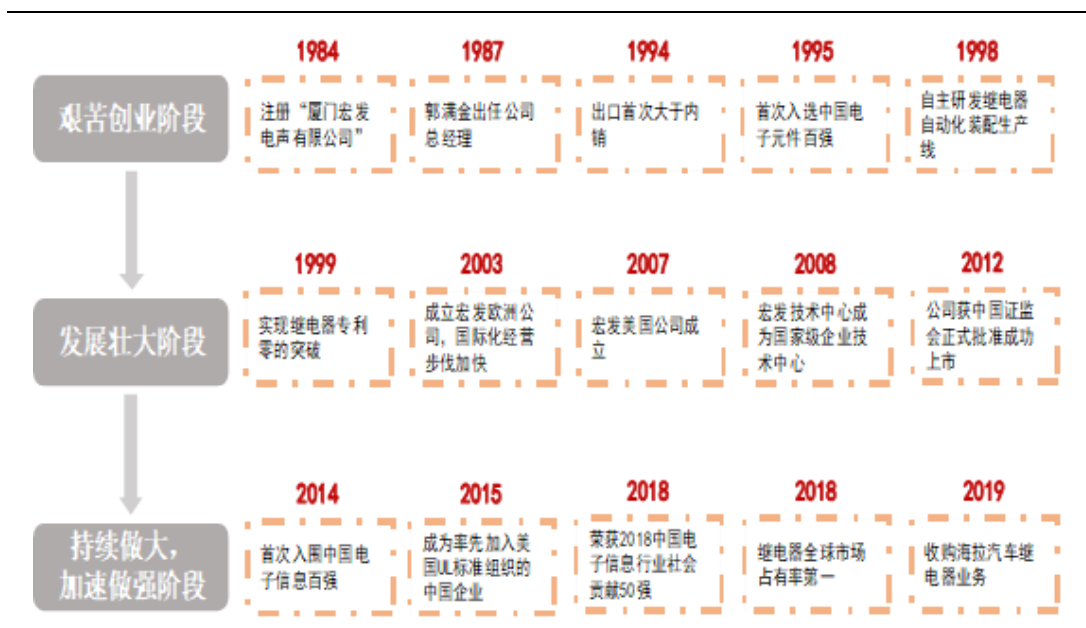 1984
1987
1994
1995
1998
艰苦创业阶段
注册“厦门宏发
电声有限公司”
郭满金出任公司
总经理
出口首次大于内
销
首次入选中国电
子元件百强
自主研发继电器
自动化装配生产
线
1999
2003
2007
2008
2012
发展壮大阶段
实现继电器专利
零的突破
成立宏发欧洲公
司，国际化经营
步伐加快
宏发美国公司成
立
宏发技术中心成
为国家级企业技
术中心
公司获中国证监
会正式批准成功
上市
2014
2015
2018
2018
2019
持续做大，
加速做强阶段
首次入围中国电
子信息百强
成为率先加入美
国UL标准组织的
中国企业
荣获2018中国电
子信息行业社会
贡献50强
继电器全球市场
占有率第一
收购海拉汽车继
电器业务